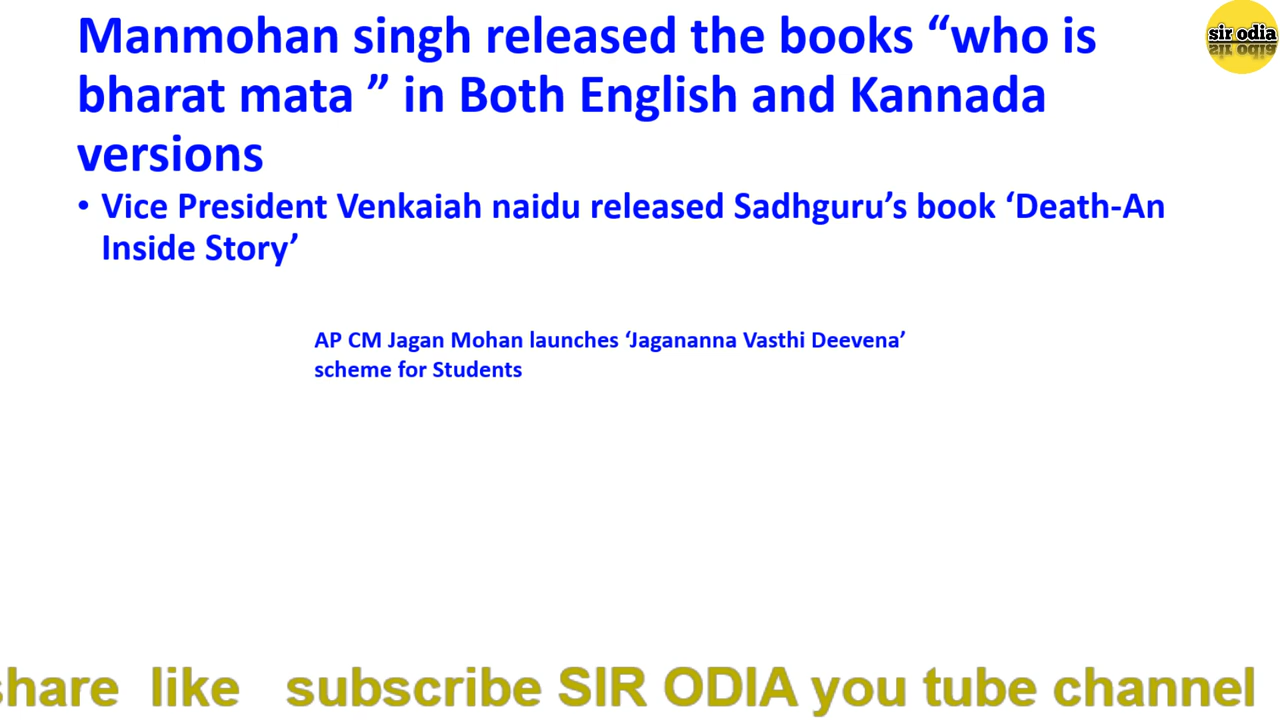 Manmohan singh released the books “who is
bharat mata ” in Both English and Kannada
versions
sir odia
• Vice President Venkaiah naidu released Sadhguru’s book ‘Death-An
Inside Story’
AP CM Jagan Mohan launches ‘Jagananna Vasthi Deevena’
scheme for Students
share like subscribe SIR ODIA you tube channel